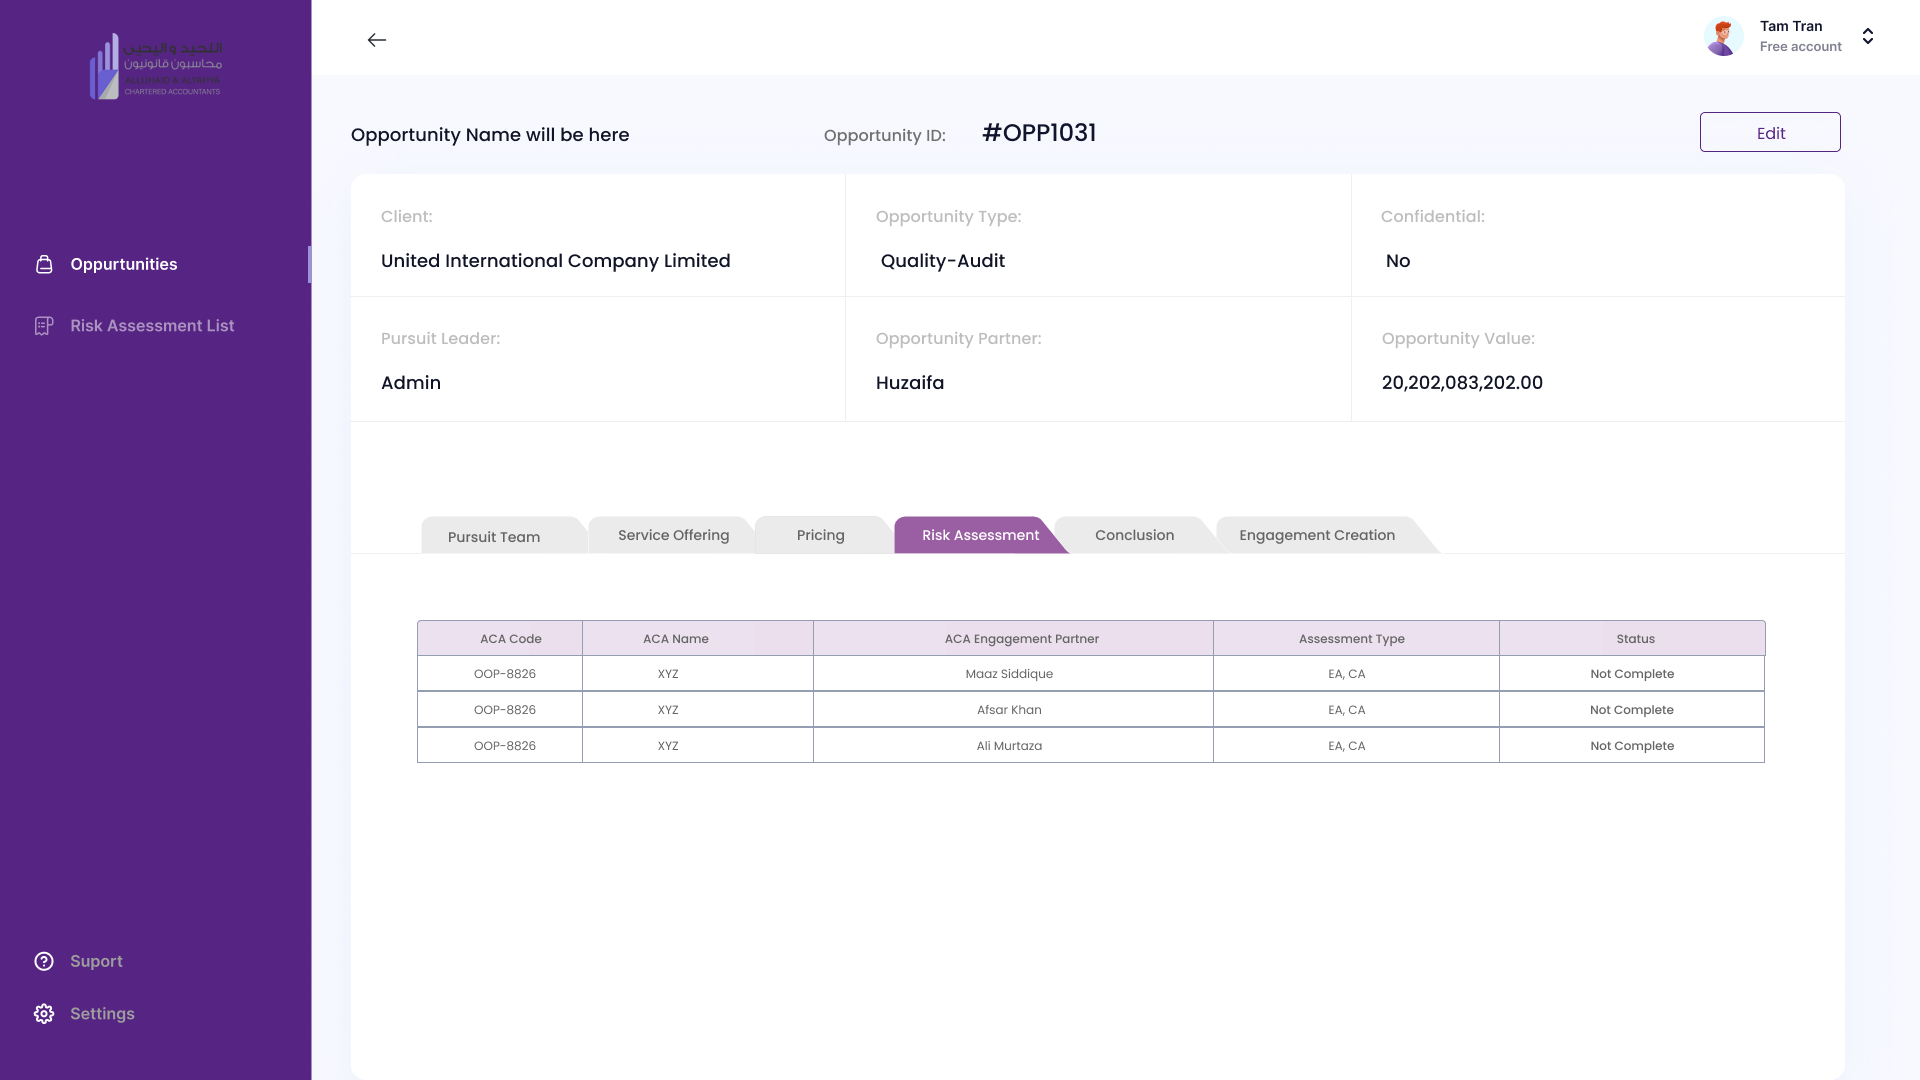 النحيد واليحيى
محاسبون قانونيون
CHARTERED ACCOUNTANTS
Oppurtunities
Risk Assessment List
Suport
Settings
Tam Tran
Free account
Opportunity Name will be here
Opportunity ID:
#OPP1031
Edit
Client:
United International Company Limited
Opportunity Type:
Quality-Audit
Confidential:
No
Pursuit Leader:
Admin
Opportunity Partner:
Huzaifa
Opportunity Value:
20,202,083,202.00
Pursuit Team
Service Offering
Pricing
Risk Assessment
Conclusion
Engagement Creation
ACA Code ACA Name ACA Engagement Partner Assessment Type Status
OOP-8826 XYZ Maaz Siddique EA, CA Not Complete
OOP-8826 XYZ Afsar Khan EA, CA Not Complete
OOP-8826 XYZ Ali Murtaza EA, CA Not Complete